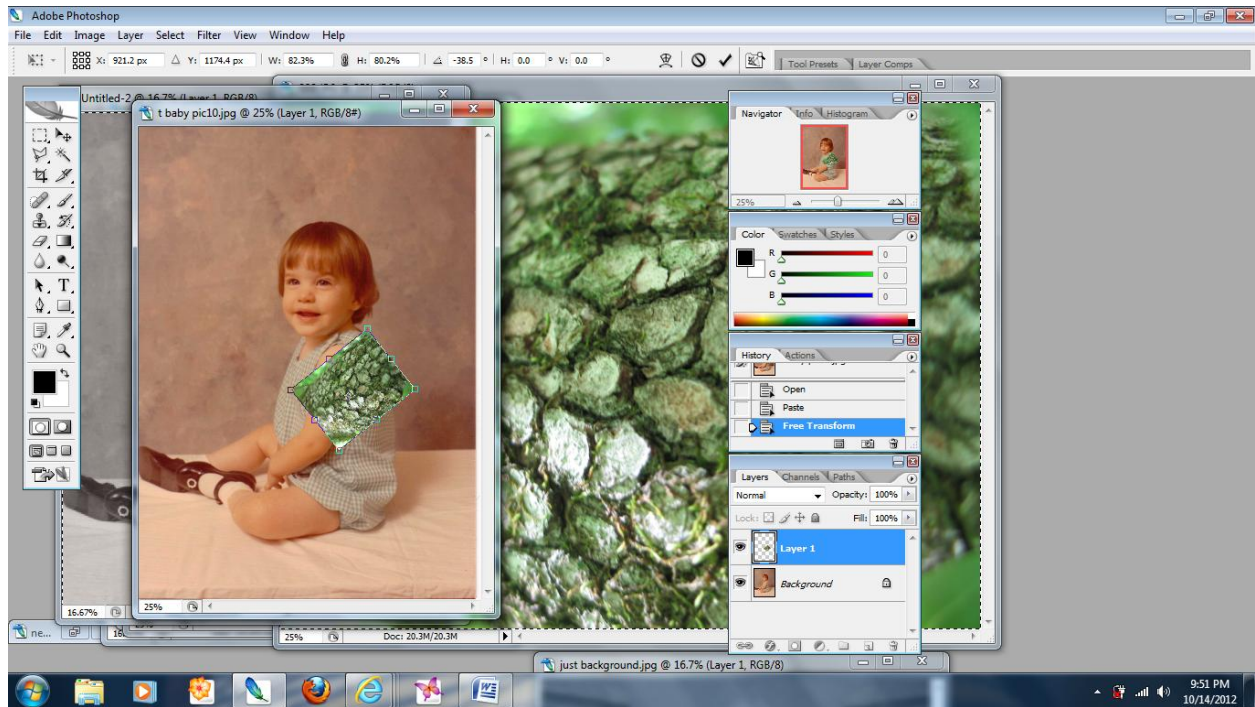 Adobe Photoshop
File Edit Image Layer Select Filter View Window Help
X: 921.2 px Y: 1174.4 px W: 82.3% H: 80.2% -38.5 ° H: 0.0 ° V: 0.0 °
Tool Presets Layer Comps
Untitled-2 @ 16.7% (Layer 1, RGB/8)
t baby pic10.jpg @ 25% (Layer 1, RGB/8#)
Navigator Info Histogram
25%
Color Swatches Styles
R 0
G 0
B 0
History Actions
Open
Paste
Free Transform
Layers Channels Paths
Normal Opacity: 100%
Lock: Fill: 100%
Layer 1
Background
16.67%
25%
ne...
25% Doc: 20.3M/20.3M
just background.jpg @ 16.7% (Layer 1, RGB/8)
9:51 PM
10/14/2012